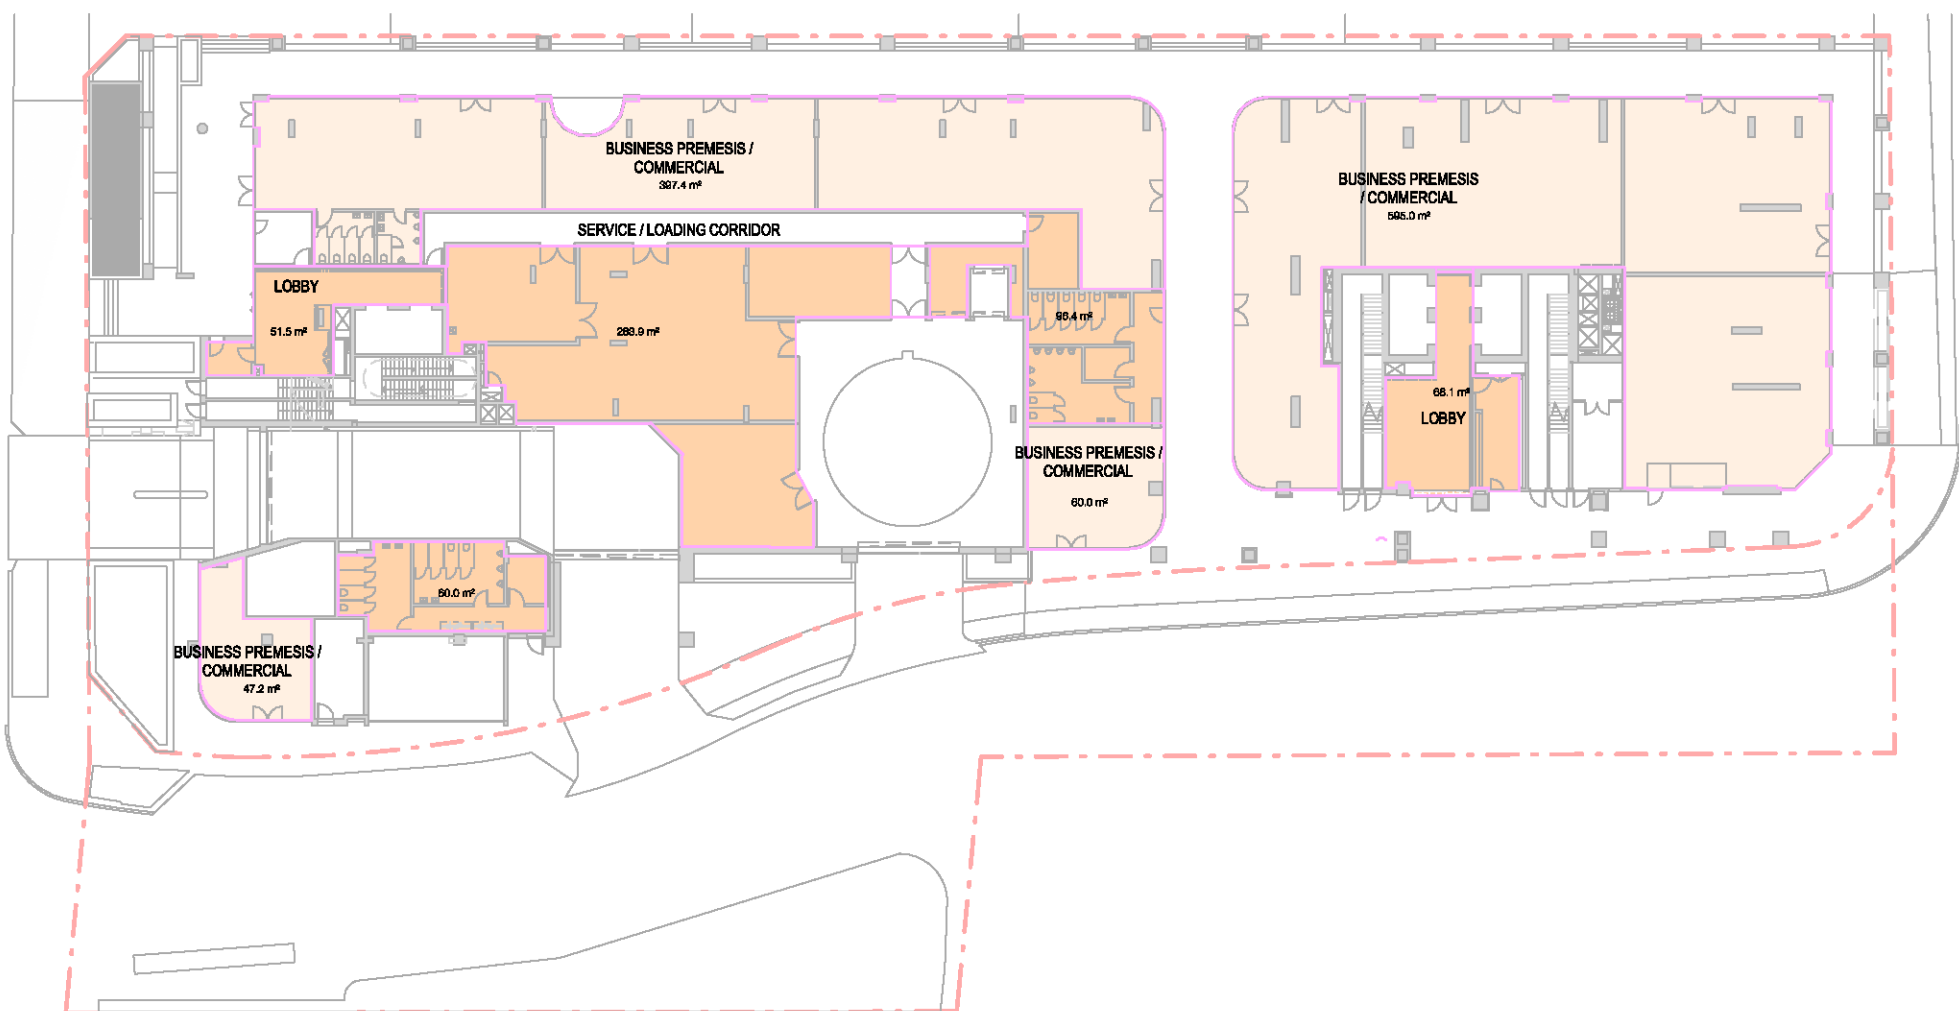 BUSINESS PREMESIS /
COMMERCIAL
397.4 m²
BUSINESS PREMESIS
/ COMMERCIAL
595.0 m²
SERVICE / LOADING CORRIDOR
LOBBY
51.5 m²
283.9 m²
96.4 m²
68.1 m²
LOBBY
BUSINESS PREMESIS /
COMMERCIAL
60.0 m²
60.0 m²
BUSINESS PREMESIS /
COMMERCIAL
47.2 m²